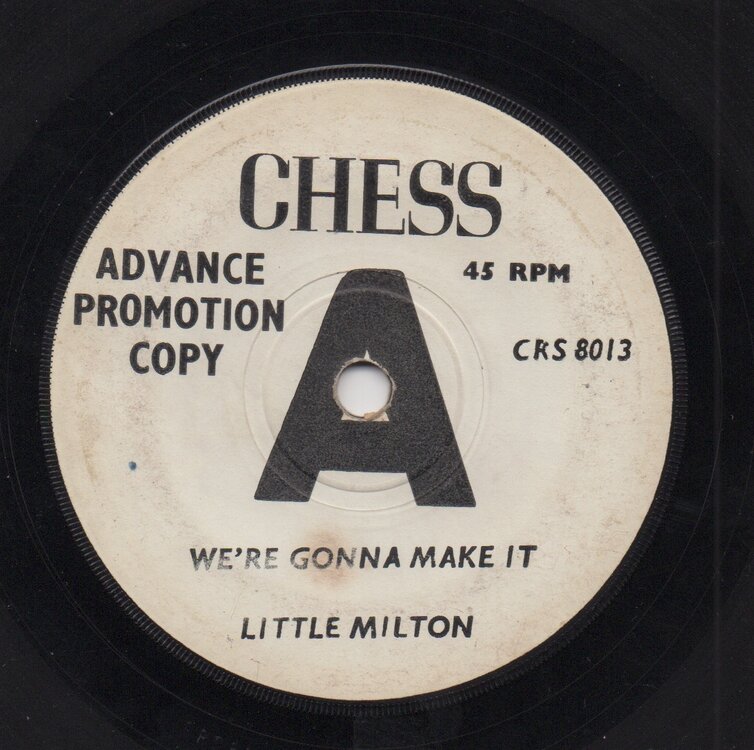 CHESS
ADVANCE
PROMOTION
COPY
45 RPM
CRS 8013
A
WE'RE GONNA MAKE IT
LITTLE MILTON